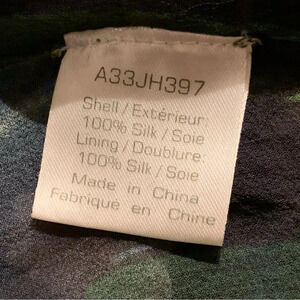 A33JH397
Shell / Extérieur:
100% Silk / Soie
Lining / Doublure:
100% Silk / Soie
Made in China
Fabriqué en Chine